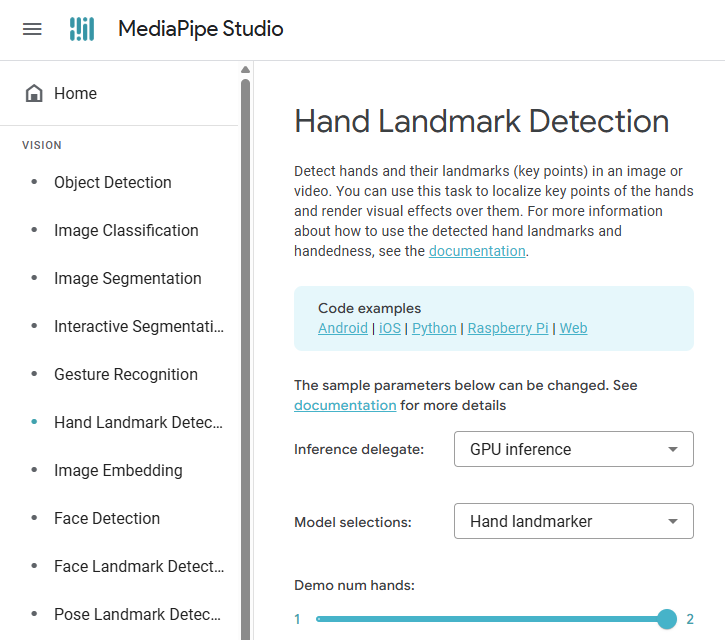 MediaPipe Studio
Home
VISION
Object Detection
Image Classification
Image Segmentation
Interactive Segmentati...
Gesture Recognition
Hand Landmark Detec...
Image Embedding
Face Detection
Face Landmark Detect...
Pose Landmark Detec...
Hand Landmark Detection
Detect hands and their landmarks (key points) in an image or
video. You can use this task to localize key points of the hands
and render visual effects over them. For more information
about how to use the detected hand landmarks and
handedness, see the documentation.
Code examples
Android | iOS | Python | Raspberry Pi | Web
The sample parameters below can be changed. See
documentation for more details
Inference delegate: GPU inference
Model selections: Hand landmarker
Demo num hands:
1 2